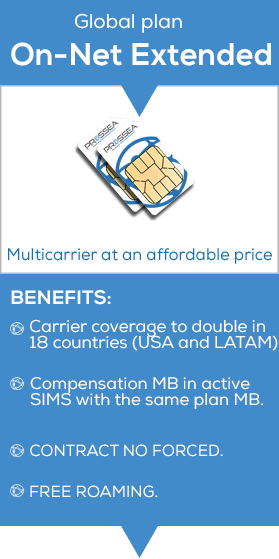 Global plan
On-Net Extended
PROSSEA
PROSSEA
Multicarrier at an affordable price
BENEFITS:
Carrier coverage to double in
18 countries (USA and LATAM)
Compensation MB in active
SIMS with the same plan MB.
CONTRACT NO FORCED.
FREE ROAMING.